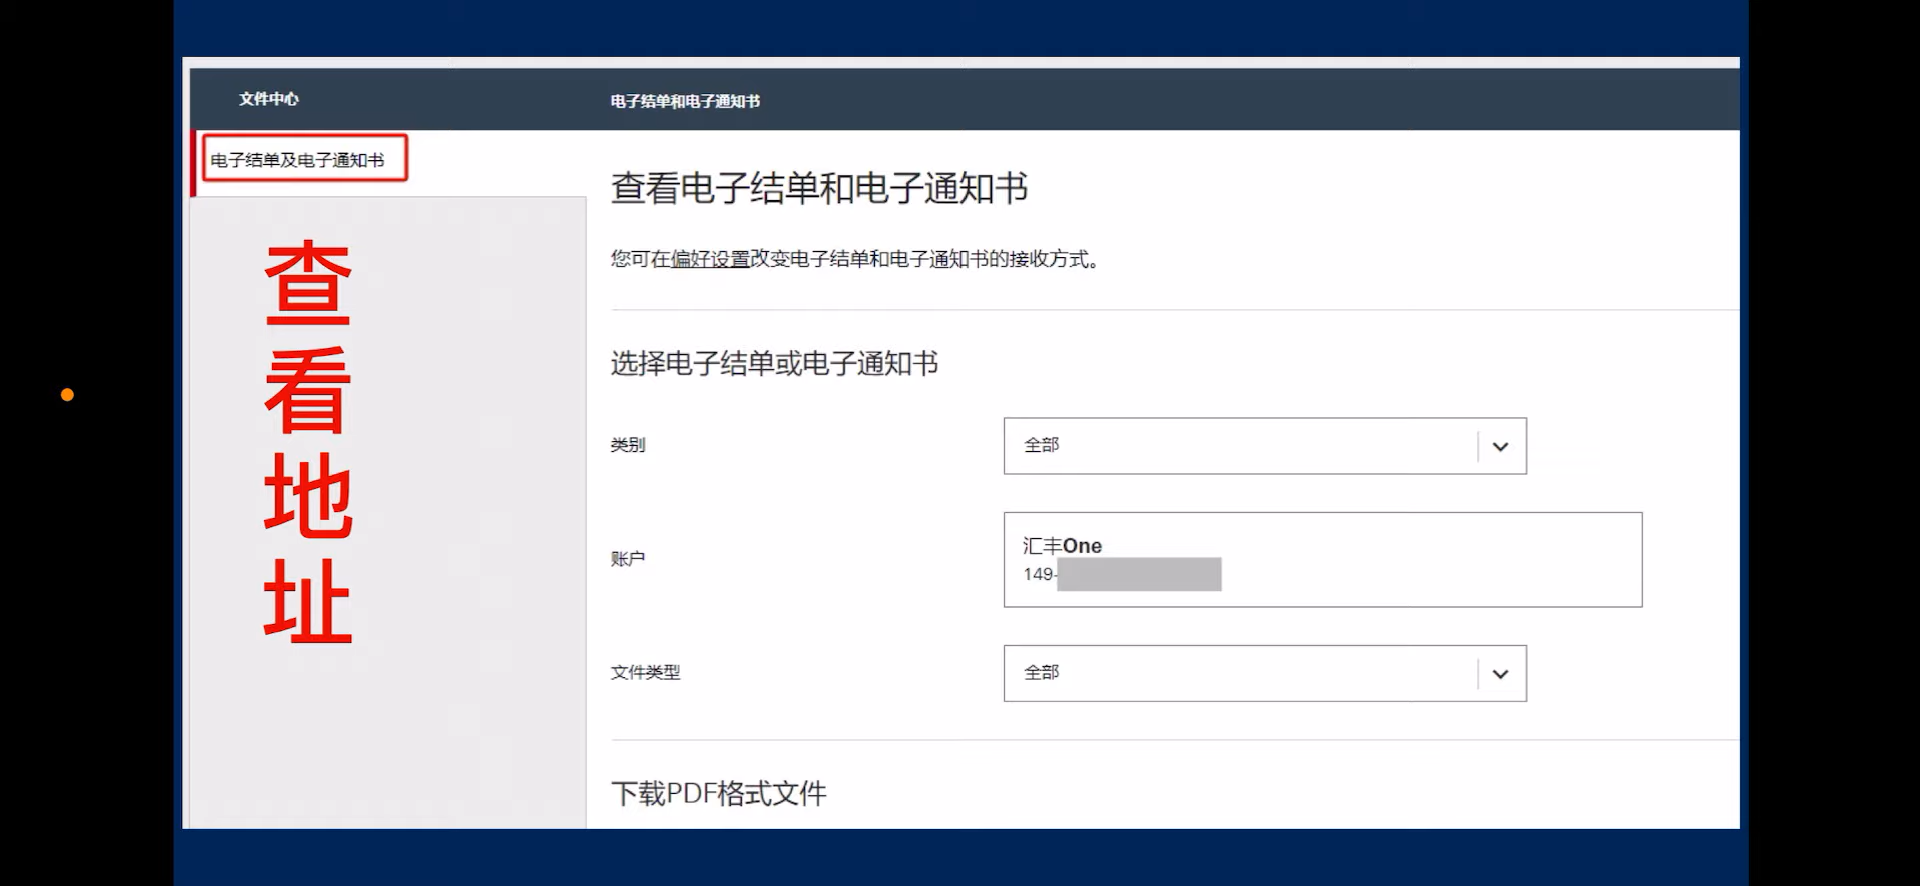 文件中心
电子结单和电子通知书
电子结单及电子通知书
查看地址
查看电子结单和电子通知书
您可在偏好设置改变电子结单和电子通知书的接收方式。
选择电子结单或电子通知书
类别
全部
账户
汇丰One
149-
文件类型
全部
下载PDF格式文件